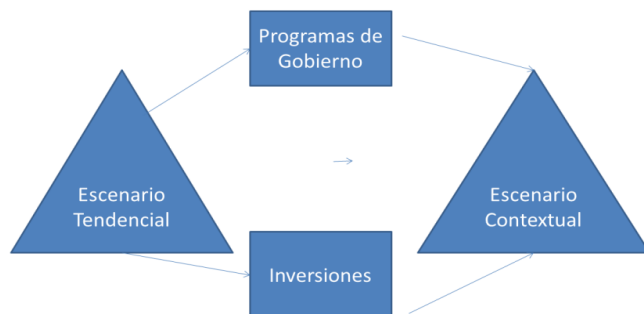 Programas de
Gobierno
Escenario
Tendencial
Escenario
Contextual
Inversiones